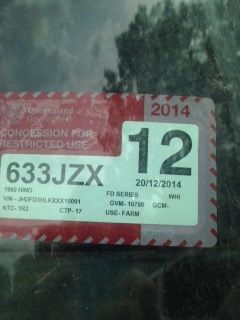 Queensland
Government
2014
CONCESSION FOR
RESTRICTED USE
12
633JZX
20/12/2014
1992 HINO FD SERIES WHI
VIN - JHDFD3HLKXXX10091 GVM- 10780 GCM-
NTC- 1R2 CTP- 17 USE- FARM